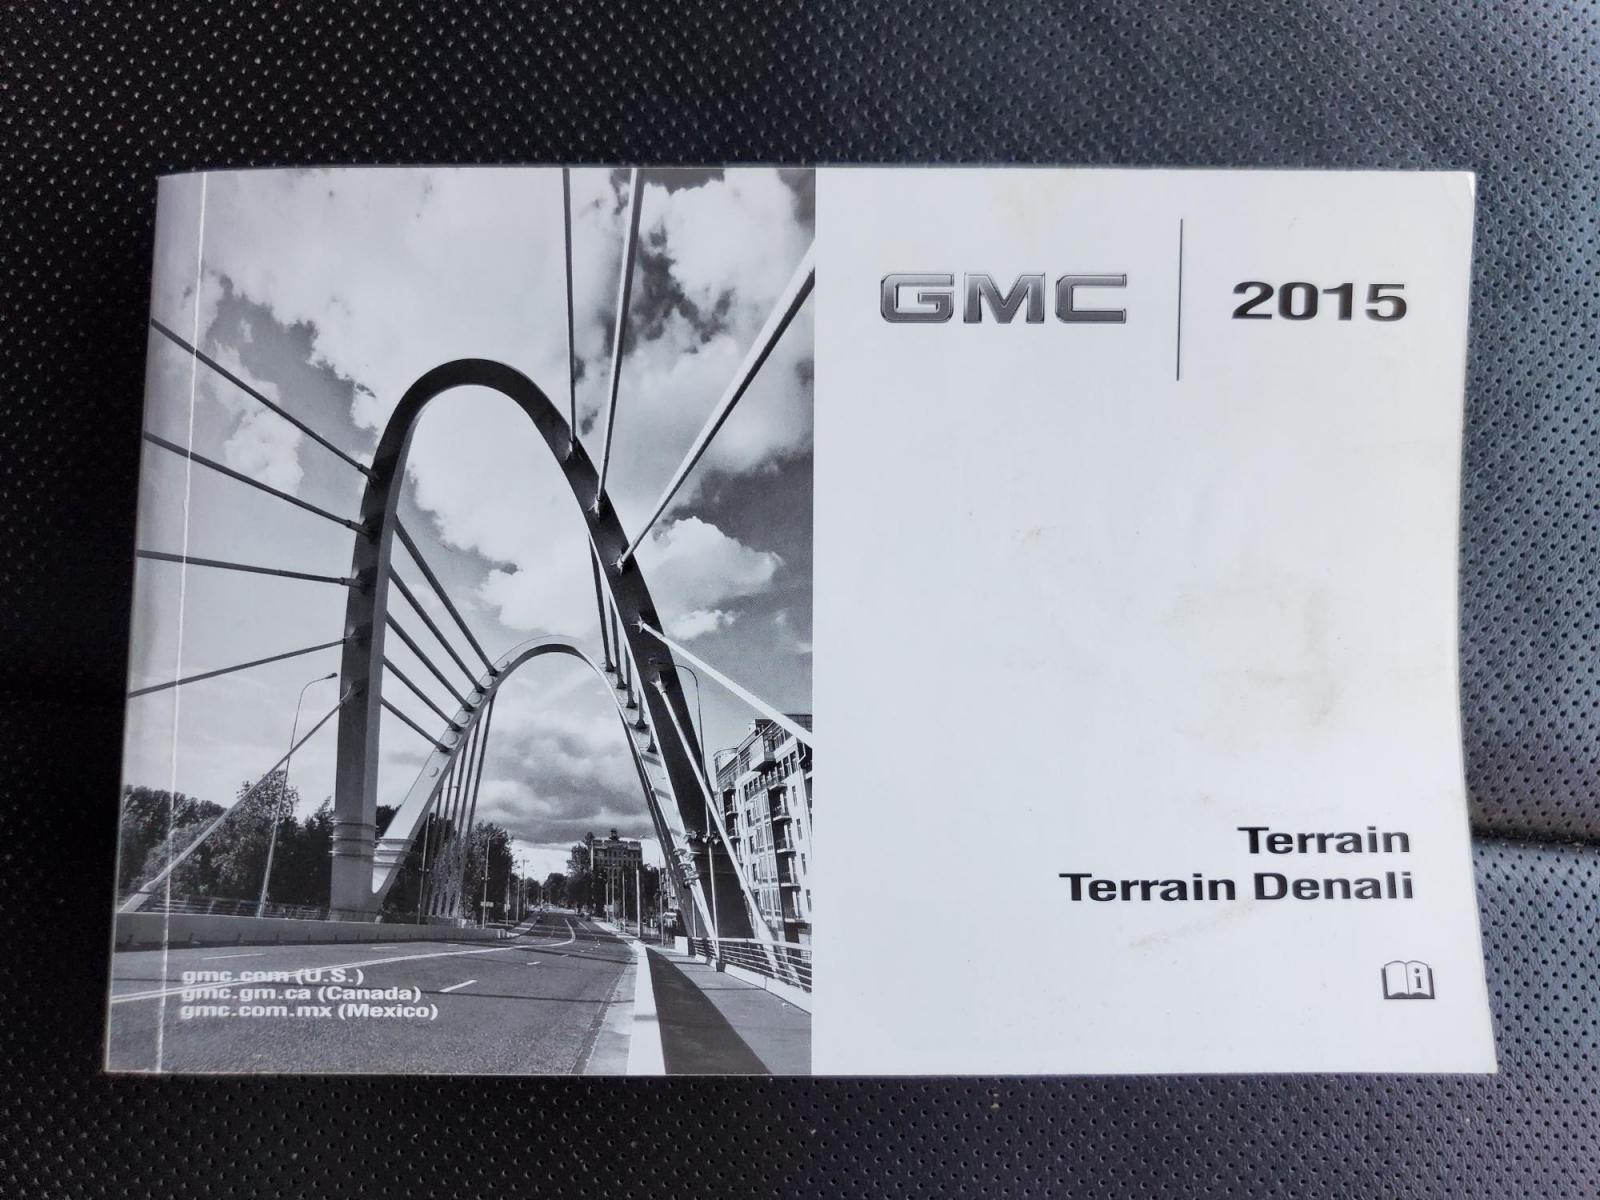 GMC
2015
Terrain
Terrain Denali
gmc.com (U.S.)
gmc.gm.ca (Canada)
gmc.com.mx (Mexico)